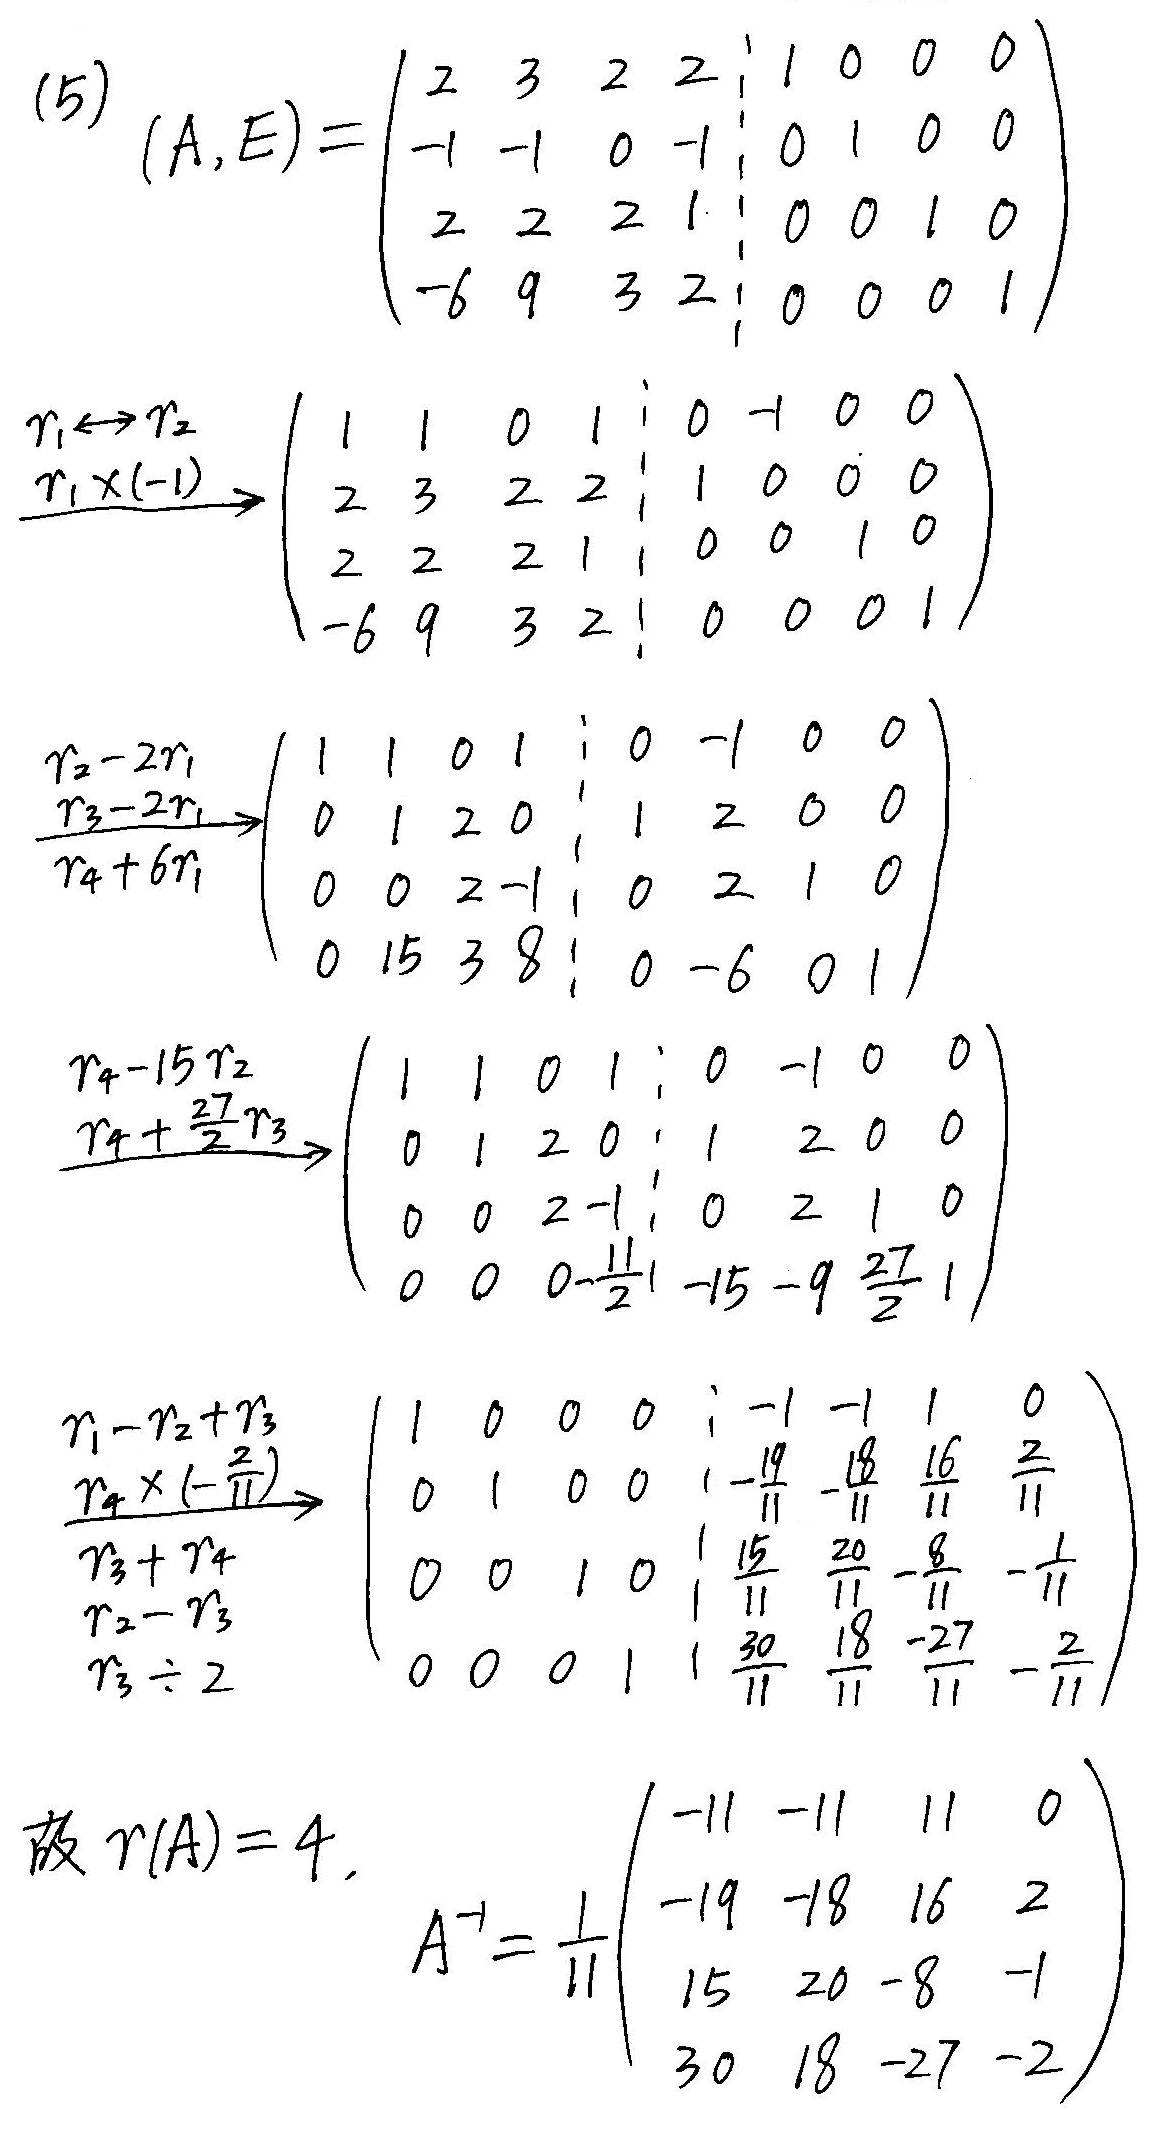 (5) (A,E)= ( 2 3 2 2 ¦ 1 0 0 0
-1 -1 0 -1 ¦ 0 1 0 0
2 2 2 1 ¦ 0 0 1 0
-6 9 3 2 ¦ 0 0 0 1 )
r₁↔r₂
r₁×(-1)
→ ( 1 1 0 1 ¦ 0 -1 0 0
2 3 2 2 ¦ 1 0 0 0
2 2 2 1 ¦ 0 0 1 0
-6 9 3 2 ¦ 0 0 0 1 )
r₂-2r₁
r₃-2r₁
r₄+6r₁
→ ( 1 1 0 1 ¦ 0 -1 0 0
0 1 2 0 ¦ 1 2 0 0
0 0 2 -1 ¦ 0 2 1 0
0 15 3 8 ¦ 0 -6 0 1 )
r₄-15r₂
r₄+27/2 r₃
→ ( 1 1 0 1 ¦ 0 -1 0 0
0 1 2 0 ¦ 1 2 0 0
0 0 2 -1 ¦ 0 2 1 0
0 0 0 -11/2 ¦ -15 -9 27/2 1 )
r₁-r₂+r₃
r₄×(-2/11)
r₃+r₄
r₂-r₃
r₃÷2
→ ( 1 0 0 0 ¦ -1 -1 1 0
0 1 0 0 ¦ -19/11 -18/11 16/11 2/11
0 0 1 0 ¦ 15/11 20/11 -8/11 -1/11
0 0 0 1 ¦ 30/11 18/11 -27/11 -2/11 )
故 r(A)=4.
A⁻¹= 1/11 ( -11 -11 11 0
-19 -18 16 2
15 20 -8 -1
30 18 -27 -2 )